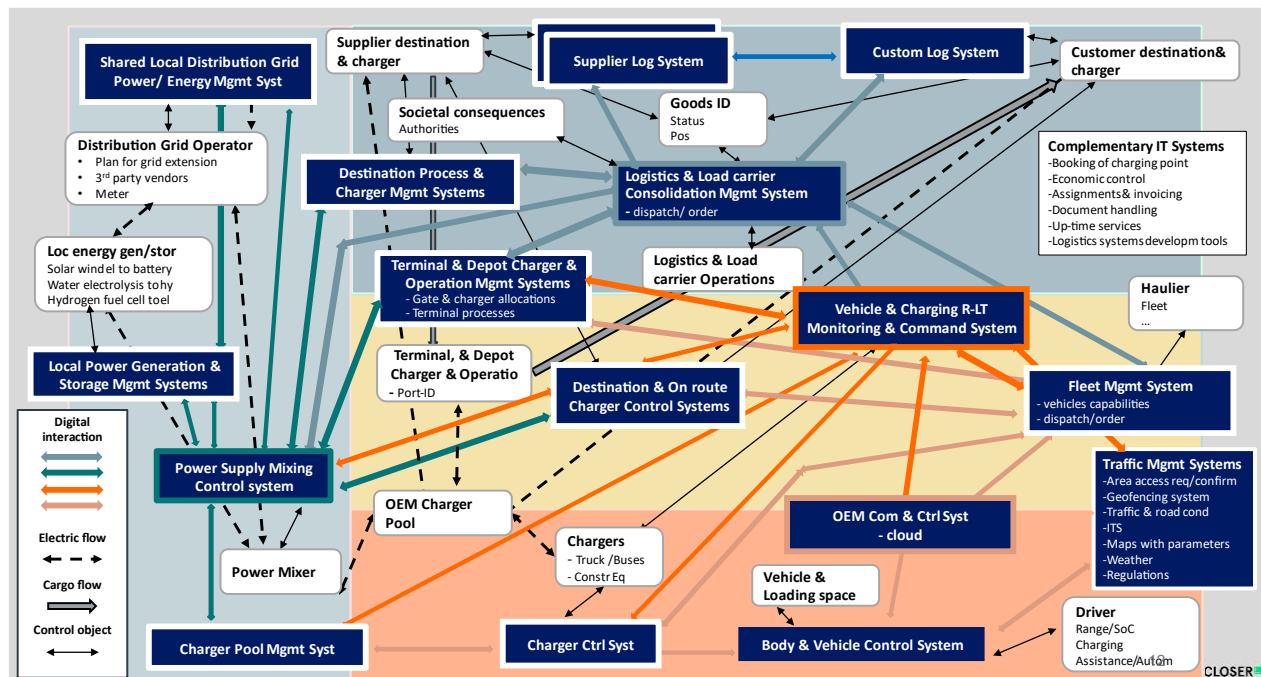 Shared Local Distribution Grid
Power/ Energy Mgmt Syst
Supplier destination
& charger
Supplier Log System
Custom Log System
Customer destination&
charger
Societal consequences
Authorities
Goods ID
Status
Pos
Distribution Grid Operator
• Plan for grid extension
• 3rd party vendors
• Meter
Destination Process &
Charger Mgmt Systems
Logistics & Load carrier
Consolidation Mgmt System
- dispatch/ order
Complementary IT Systems
-Booking of charging point
-Economic control
-Assignments& invoicing
-Document handling
-Up-time services
-Logistics systems developm tools
Loc energy gen/stor
Solar wind el to battery
Water electrolysis to hy
Hydrogen fuel cell to el
Terminal & Depot Charger &
Operation Mgmt Systems
- Gate & charger allocations
- Terminal processes
Logistics & Load
carrier Operations
Haulier
Fleet
...
Vehicle & Charging R-LT
Monitoring & Command System
Local Power Generation &
Storage Mgmt Systems
Terminal, & Depot
Charger & Operatio
- Port-ID
Destination & On route
Charger Control Systems
Fleet Mgmt System
- vehicles capabilities
- dispatch/order
Digital
interaction
Electric flow
Cargo flow
Control object
Power Supply Mixing
Control system
Traffic Mgmt Systems
-Area access req/confirm
-Geofencing system
-Traffic & road cond
-ITS
-Maps with parameters
-Weather
-Regulations
OEM Charger
Pool
OEM Com & Ctrl Syst
- cloud
Chargers
- Truck /Buses
- Constr Eq
Power Mixer
Vehicle &
Loading space
Driver
Range/SoC
Charging
Assistance/Autom
Charger Pool Mgmt Syst
Charger Ctrl Syst
Body & Vehicle Control System
12
CLOSER